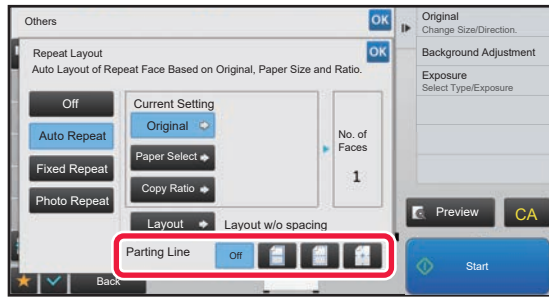 Others
OK
Original
Change Size/Direction.
Repeat Layout
OK
Auto Layout of Repeat Face Based on Original, Paper Size and Ratio.
Background Adjustment
Exposure
Select Type/Exposure
Off
Current Setting
Original
Auto Repeat
No. of
Faces
Paper Select
Fixed Repeat
1
Copy Ratio
Photo Repeat
Layout
Layout w/o spacing
Preview
CA
Parting Line
Off
Start
Back